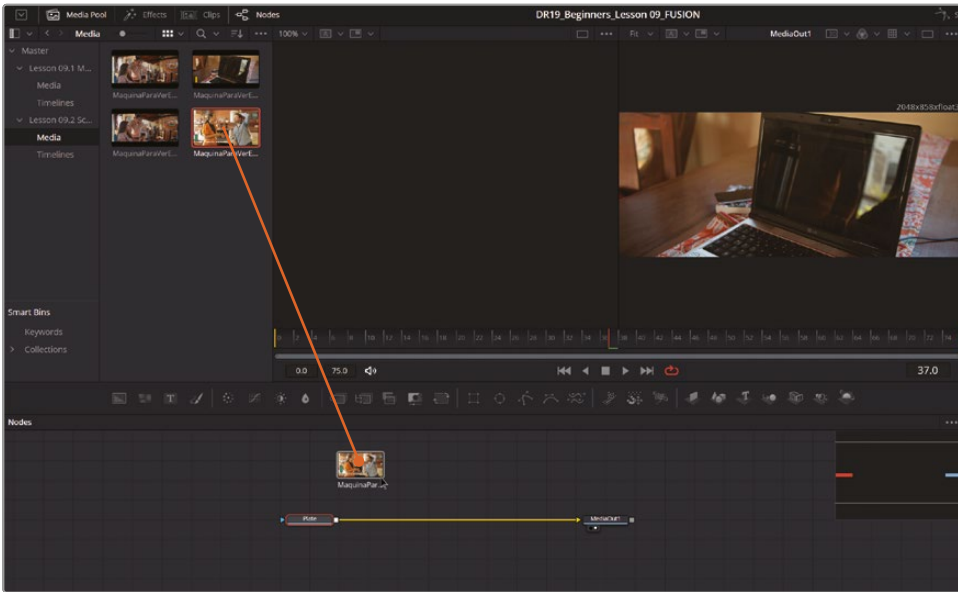 Media Pool Effects Clips Nodes DR19_Beginners_Lesson 09_FUSION
Media 100% Fit MediaOut1
Master
Lesson 09.1 M...
Media
Timelines
Lesson 09.2 Sc...
Media
Timelines
MaquinaParaVerE... MaquinaParaVerE...
MaquinaParaVerE... MaquinaParaVerE...
2048x858xfloat3
Smart Bins
Keywords
Collections
0.0 75.0 37.0
Nodes
MaquinaPar...
Plate MediaOut1